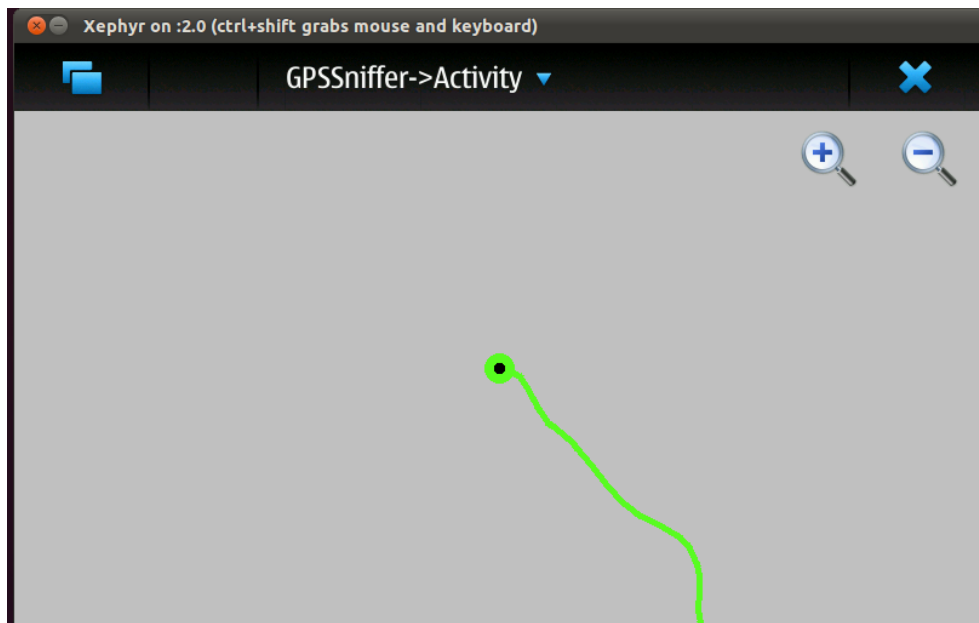 Xephyr on :2.0 (ctrl+shift grabs mouse and keyboard)
GPSSniffer->Activity